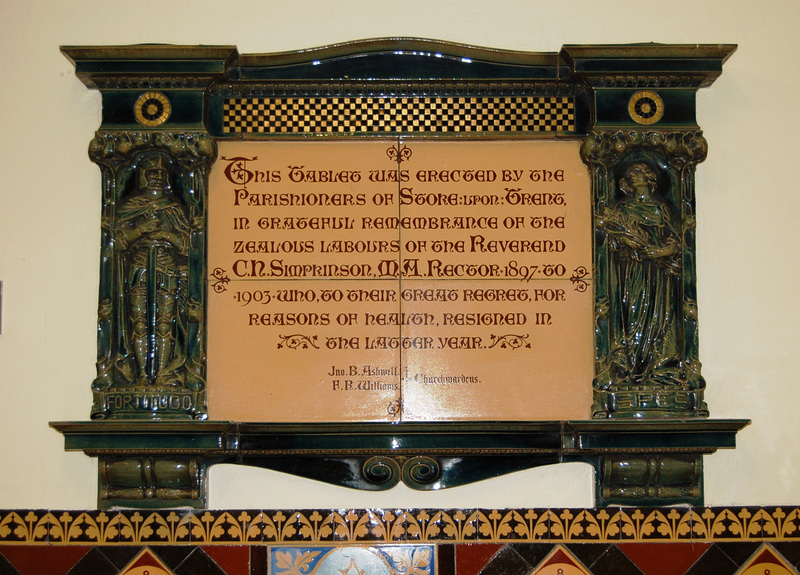 This Tablet was erected by the
Parishioners of Stoke:upon:Trent,
in gratefull remembrance of the
zealous labours of the Reverend
C.N. Simpkinson, M.A. Rector · 1897 · to
· 1903 · who, to their great regret, for
reasons of health, resigned in
the latter year.
Jno. B. Ashwell.
F. R. Williams.
Churchwardens.
FORTITUDO
SPES